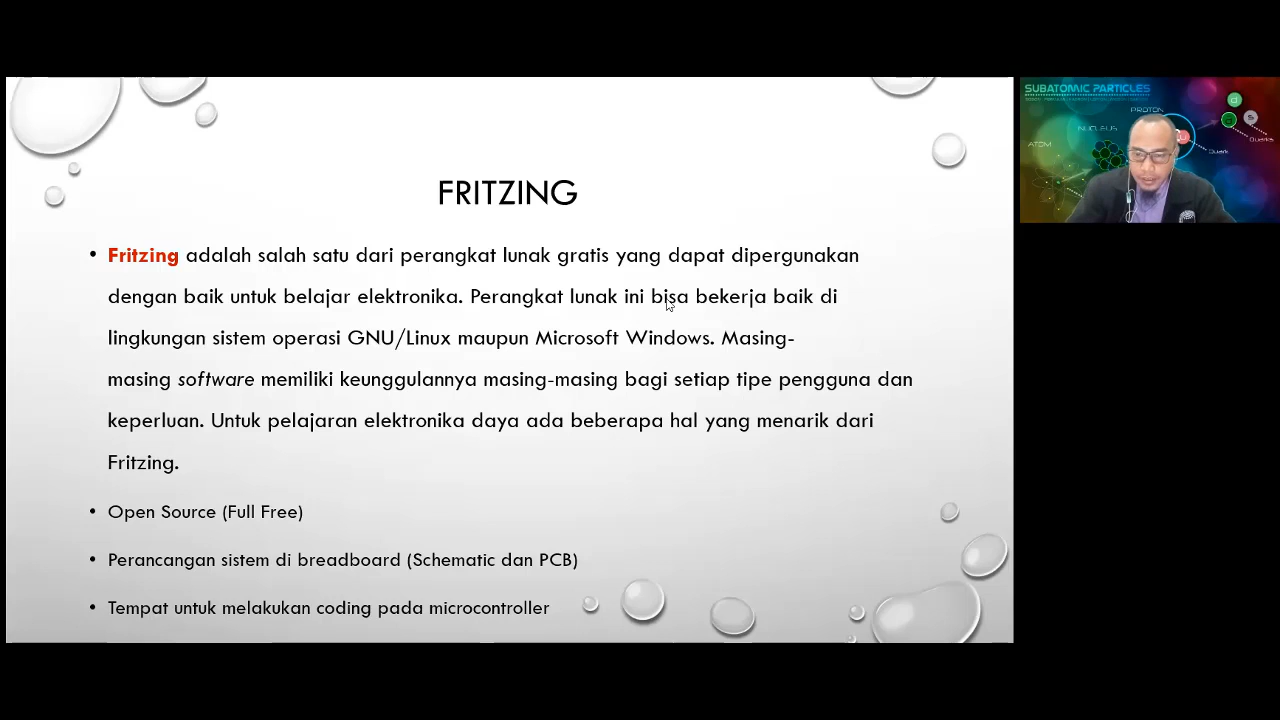 FRITZING
• Fritzing adalah salah satu dari perangkat lunak gratis yang dapat dipergunakan
dengan baik untuk belajar elektronika. Perangkat lunak ini bisa bekerja baik di
lingkungan sistem operasi GNU/Linux maupun Microsoft Windows. Masing-
masing software memiliki keunggulannya masing-masing bagi setiap tipe pengguna dan
keperluan. Untuk pelajaran elektronika daya ada beberapa hal yang menarik dari
Fritzing.
• Open Source (Full Free)
• Perancangan sistem di breadboard (Schematic dan PCB)
• Tempat untuk melakukan coding pada microcontroller
SUBATOMIC PARTICLES
PROTON
NUCLEUS
ATOM
Quark
Quarks
d
s